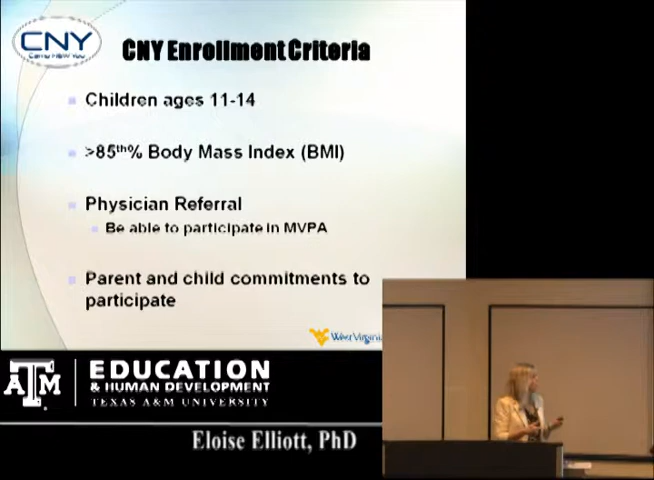 CNY
CNY Enrollment Criteria
Children ages 11-14
>85th% Body Mass Index (BMI)
Physician Referral
Be able to participate in MVPA
Parent and child commitments to
participate
West Virginia
ATM
EDUCATION
& HUMAN DEVELOPMENT
TEXAS A&M UNIVERSITY
Eloise Elliott, PhD